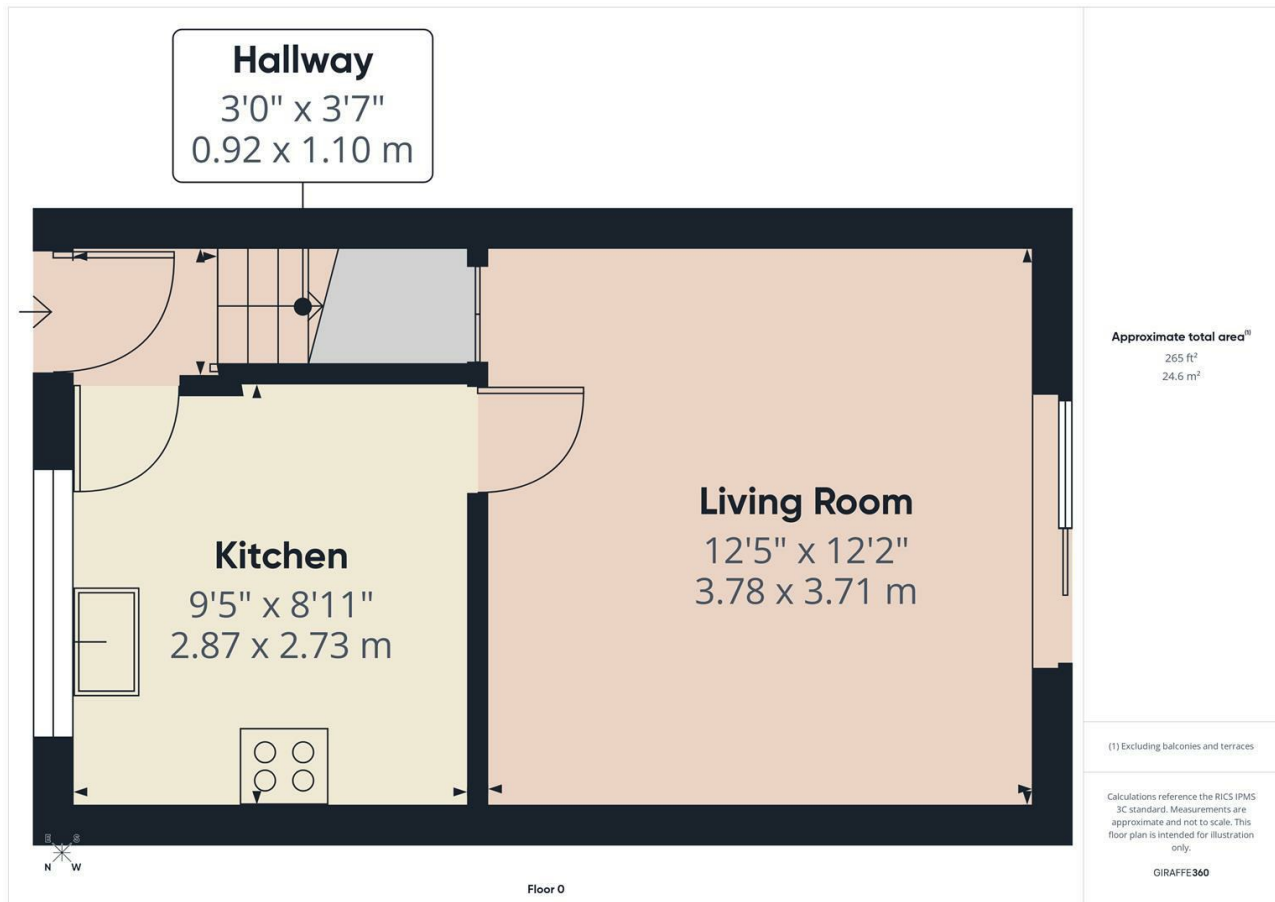 Hallway
3'0" x 3'7"
0.92 x 1.10 m
Approximate total area(1)
265 ft²
24.6 m²
Living Room
12'5" x 12'2"
3.78 x 3.71 m
Kitchen
9'5" x 8'11"
2.87 x 2.73 m
(1) Excluding balconies and terraces
Calculations reference the RICS IPMS
3C standard. Measurements are
approximate and not to scale. This
floor plan is intended for illustration
only.
GIRAFFE360
N W
Floor 0